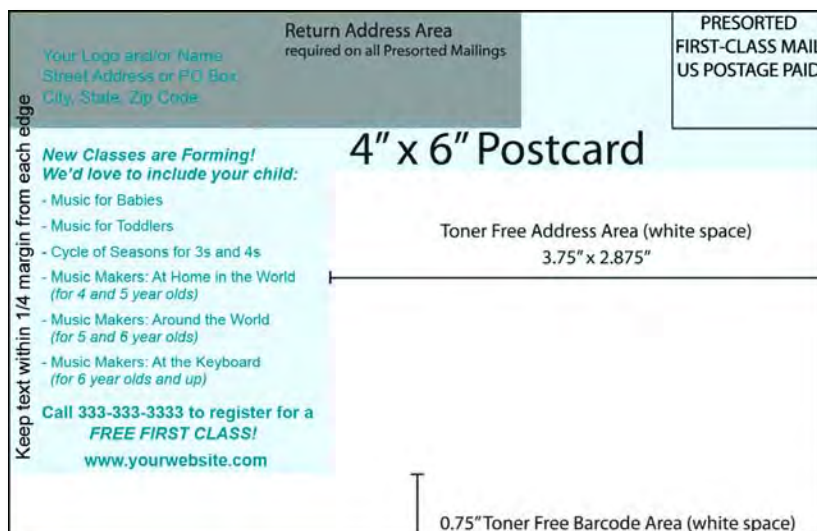 Return Address Area
required on all Presorted Mailings
PRESORTED
FIRST-CLASS MAIL
US POSTAGE PAID
Your Logo and/or Name
Street Address or PO Box
City, State, Zip Code
Keep text within 1/4 margin from each edge
4” x 6” Postcard
New Classes are Forming!
We’d love to include your child:
- Music for Babies
- Music for Toddlers
- Cycle of Seasons for 3s and 4s
- Music Makers: At Home in the World
(for 4 and 5 year olds)
- Music Makers: Around the World
(for 5 and 6 year olds)
- Music Makers: At the Keyboard
(for 6 year olds and up)
Call 333-333-3333 to register for a
FREE FIRST CLASS!
www.yourwebsite.com
Toner Free Address Area (white space)
3.75” x 2.875”
0.75” Toner Free Barcode Area (white space)